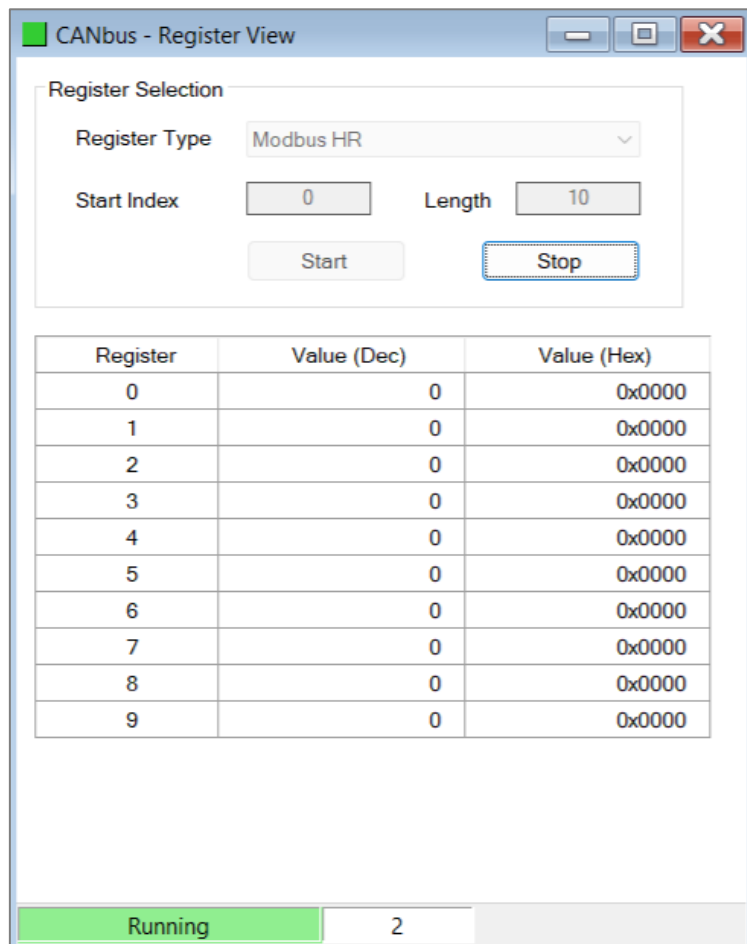 CANbus - Register View
Register Selection
Register Type Modbus HR
Start Index 0 Length 10
Start Stop
Register Value (Dec) Value (Hex)
0 0 0x0000
1 0 0x0000
2 0 0x0000
3 0 0x0000
4 0 0x0000
5 0 0x0000
6 0 0x0000
7 0 0x0000
8 0 0x0000
9 0 0x0000
Running 2